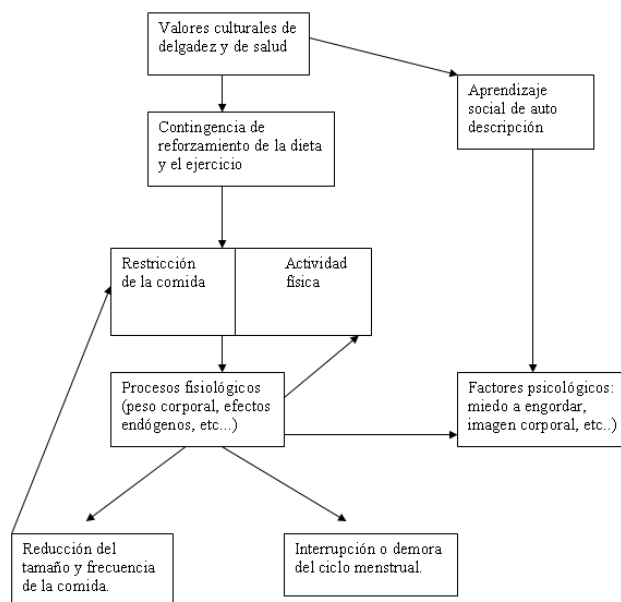 Valores culturales de
delgadez y de salud
Aprendizaje
social de auto
descripción
Contingencia de
reforzamiento de la dieta
y el ejercicio
Restricción
de la comida
Actividad
física
Procesos fisiológicos
(peso corporal, efectos
endógenos, etc...)
Factores psicológicos:
miedo a engordar,
imagen corporal, etc..)
Reducción del
tamaño y frecuencia
de la comida.
Interrupción o demora
del ciclo menstrual.